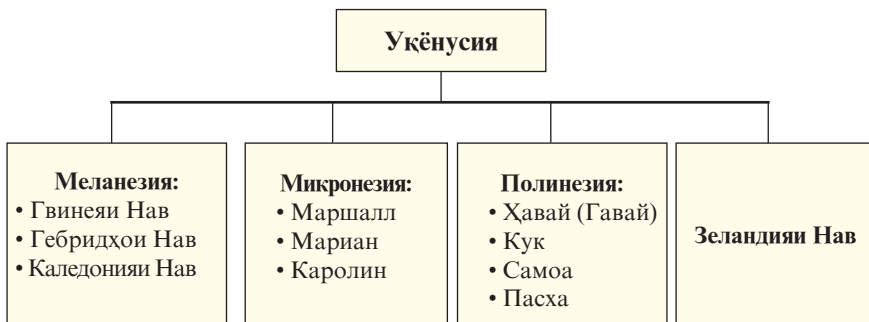 Уқёнусия
Меланезия:
• Гвинеяи Нав
• Гебридҳои Нав
• Каледонияи Нав
Микронезия:
• Маршалл
• Мариан
• Каролин
Полинезия:
• Ҳавай (Гавай)
• Кук
• Самоа
• Пасха
Зеландияи Нав